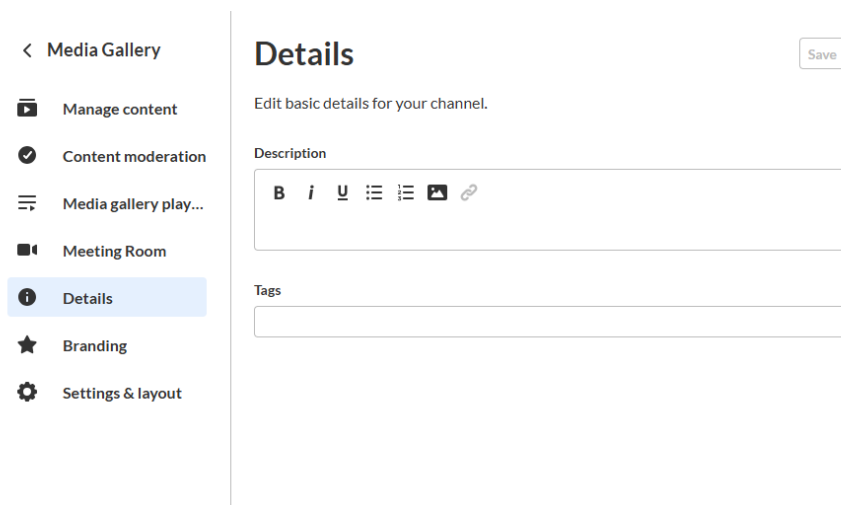 Media Gallery
Manage content
Content moderation
Media gallery play...
Meeting Room
Details
Branding
Settings & layout
Details
Save
Edit basic details for your channel.
Description
B i U
Tags